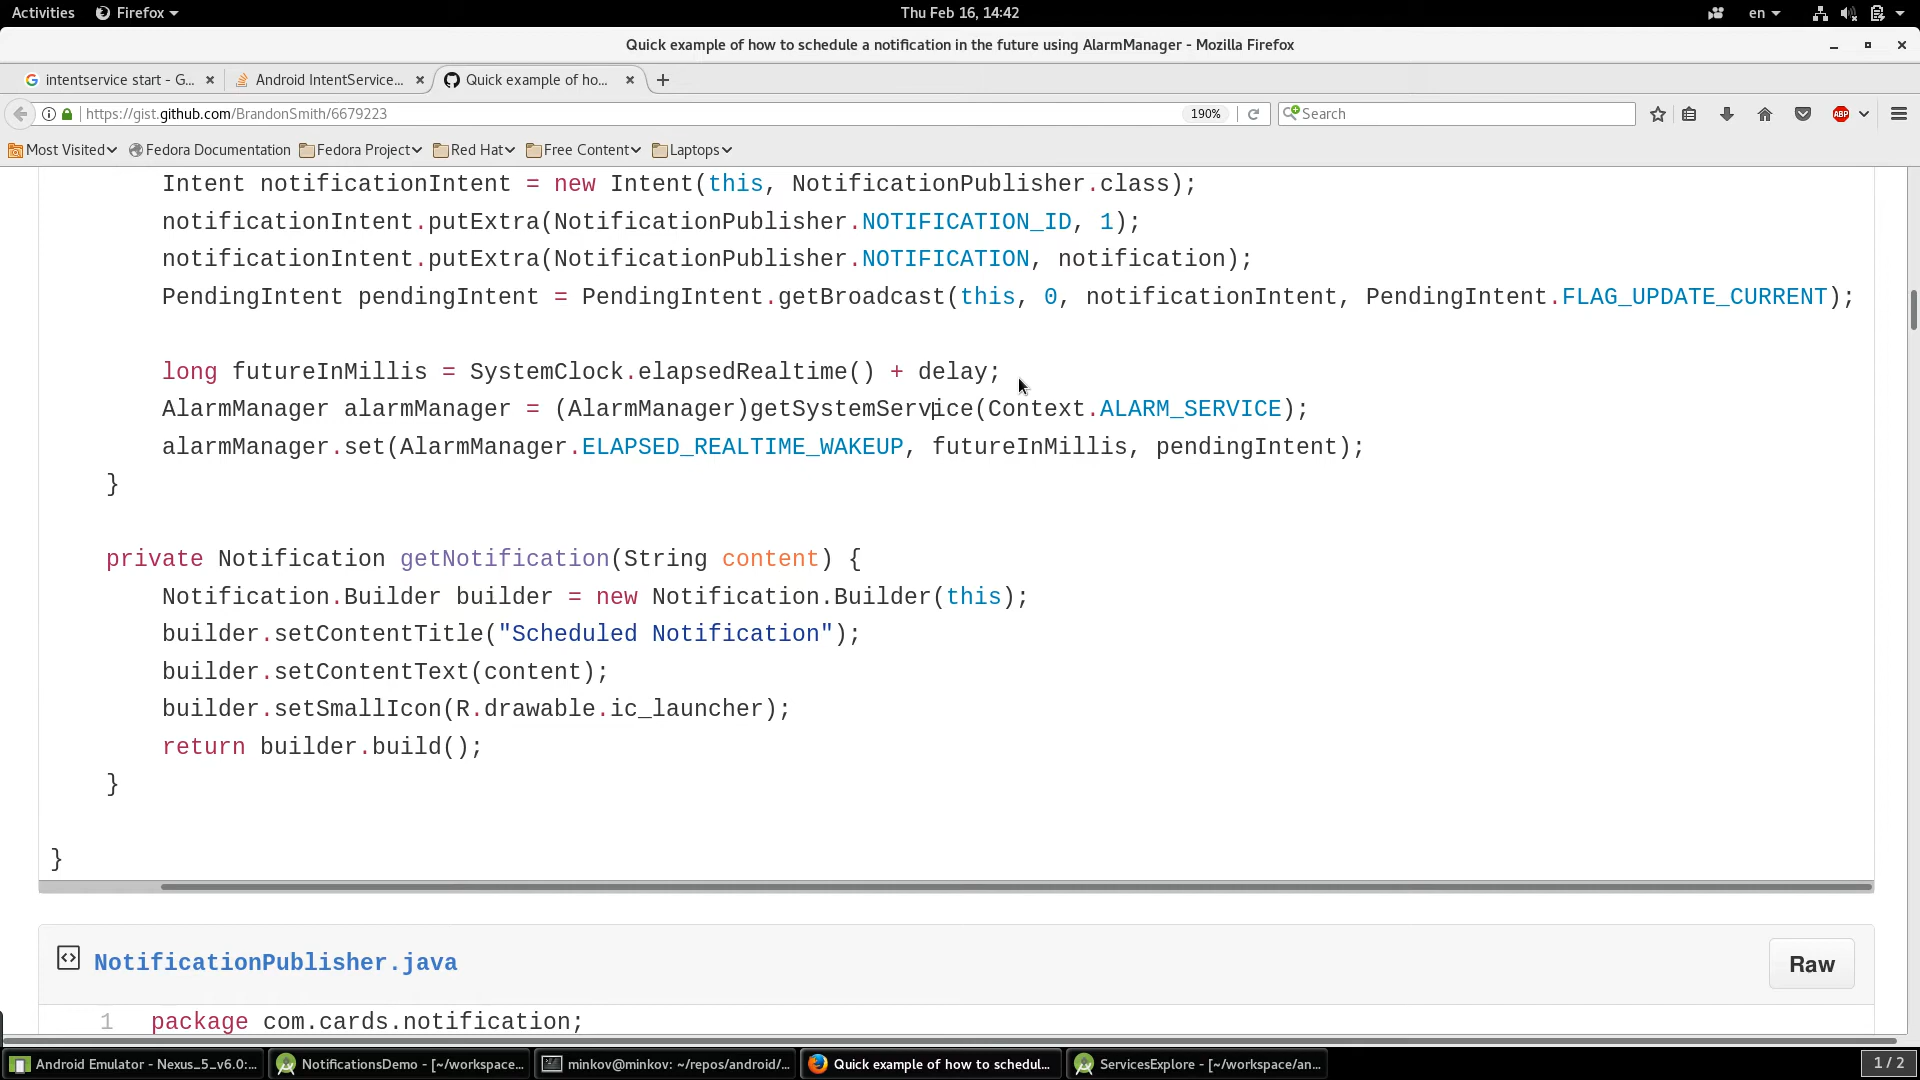 Activities Firefox Thu Feb 16, 14:42 en
Quick example of how to schedule a notification in the future using AlarmManager - Mozilla Firefox
intentservice start - G... Android IntentService... Quick example of ho...
https://gist.github.com/BrandonSmith/6679223 190% Search ABP
Most Visited Fedora Documentation Fedora Project Red Hat Free Content Laptops
Intent notificationIntent = new Intent(this, NotificationPublisher.class);
notificationIntent.putExtra(NotificationPublisher.NOTIFICATION_ID, 1);
notificationIntent.putExtra(NotificationPublisher.NOTIFICATION, notification);
PendingIntent pendingIntent = PendingIntent.getBroadcast(this, 0, notificationIntent, PendingIntent.FLAG_UPDATE_CURRENT);
long futureInMillis = SystemClock.elapsedRealtime() + delay;
AlarmManager alarmManager = (AlarmManager)getSystemService(Context.ALARM_SERVICE);
alarmManager.set(AlarmManager.ELAPSED_REALTIME_WAKEUP, futureInMillis, pendingIntent);
}
private Notification getNotification(String content) {
Notification.Builder builder = new Notification.Builder(this);
builder.setContentTitle("Scheduled Notification");
builder.setContentText(content);
builder.setSmallIcon(R.drawable.ic_launcher);
return builder.build();
}
}
NotificationPublisher.java Raw
1 package com.cards.notification;
Android Emulator - Nexus_5_v6.0:... NotificationsDemo - [~/workspace... minkov@minkov: ~/repos/android/... Quick example of how to schedul... ServicesExplore - [~/workspace/an... 1 / 2